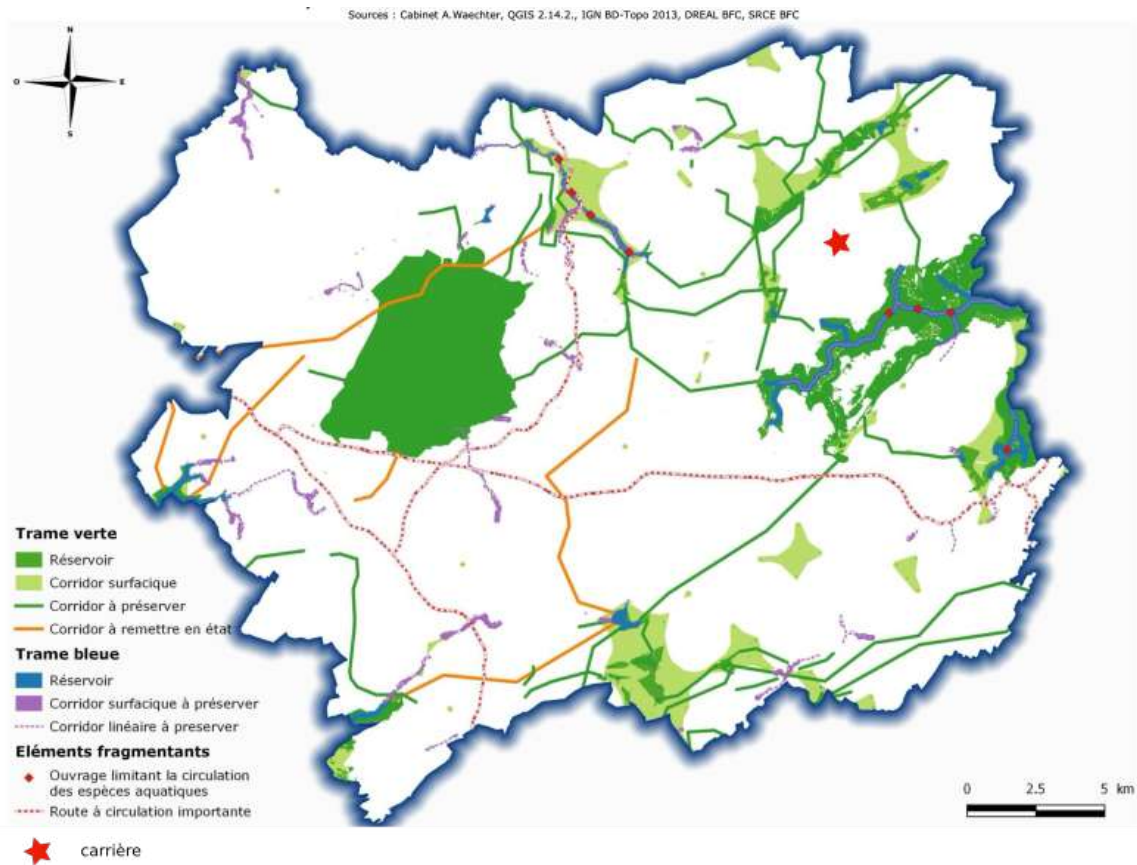 Sources : Cabinet A.Waechter, QGIS 2.14.2., IGN BD-Topo 2013, DREAL BFC, SRCE BFC
N
O
E
S
Trame verte
Réservoir
Corridor surfacique
Corridor à préserver
Corridor à remettre en état
Trame bleue
Réservoir
Corridor surfacique à préserver
Corridor linéaire à preserver
Eléments fragmentants
Ouvrage limitant la circulation
des espèces aquatiques
Route à circulation importante
0 2.5 5 km
carrière